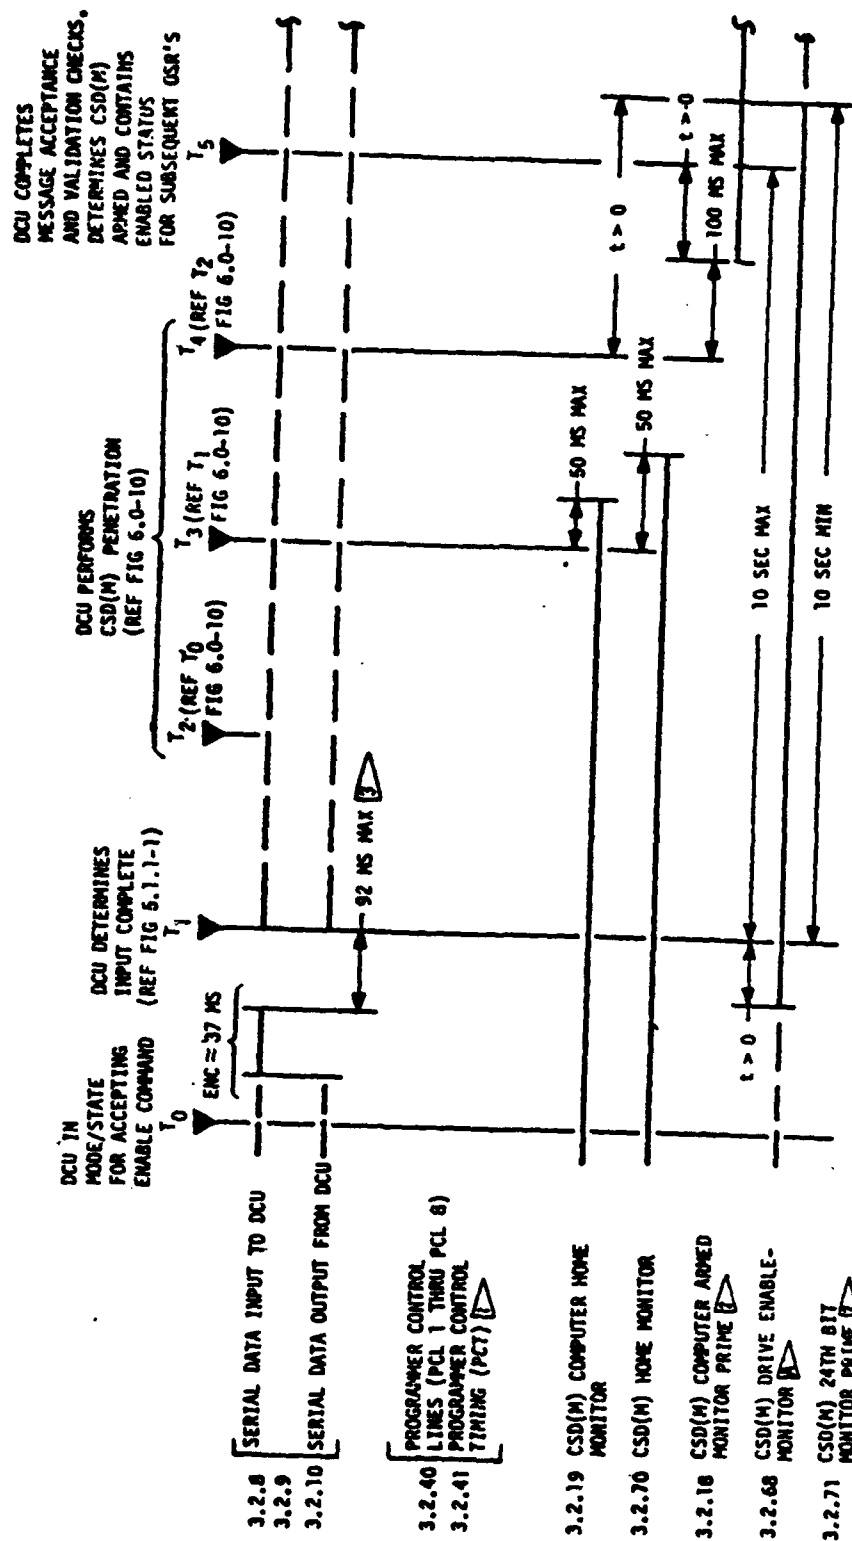 DCU IN
MODE/STATE
FOR ACCEPTING
ENABLE COMMAND
T0
DCU DETERMINES
INPUT COMPLETE
(REF FIG 5.1.1-1)
T1
DCU PERFORMS
CSD(M) PENETRATION
(REF FIG 6.0-10)
T2 (REF T0
FIG 6.0-10)
T3 (REF T1
FIG 6.0-10)
T4 (REF T2
FIG 6.0-10)
DCU COMPLETES
MESSAGE ACCEPTANCE
AND VALIDATION CHECKS,
DETERMINES CSD(M)
ARMED AND CONTAINS
ENABLED STATUS
FOR SUBSEQUENT OSR'S
T5
ENC ≈ 37 MS
3.2.8 SERIAL DATA INPUT TO DCU
3.2.9
3.2.10 SERIAL DATA OUTPUT FROM DCU
92 MS MAX 3
3.2.40 PROGRAMMER CONTROL
LINES (PCL 1 THRU PCL 8)
3.2.41 PROGRAMMER CONTROL
TIMING (PCT) 1
3.2.19 CSD(M) COMPUTER HOME
MONITOR
50 MS MAX
t > 0
3.2.70 CSD(M) HOME MONITOR
50 MS MAX
3.2.18 CSD(M) COMPUTER ARMED
MONITOR PRIME 2
t > 0
100 MS MAX
3.2.68 CSD(M) DRIVE ENABLE-
MONITOR 4
t > 0
10 SEC MAX
3.2.71 CSD(M) 24TH BIT
MONITOR PRIME 2
10 SEC MIN